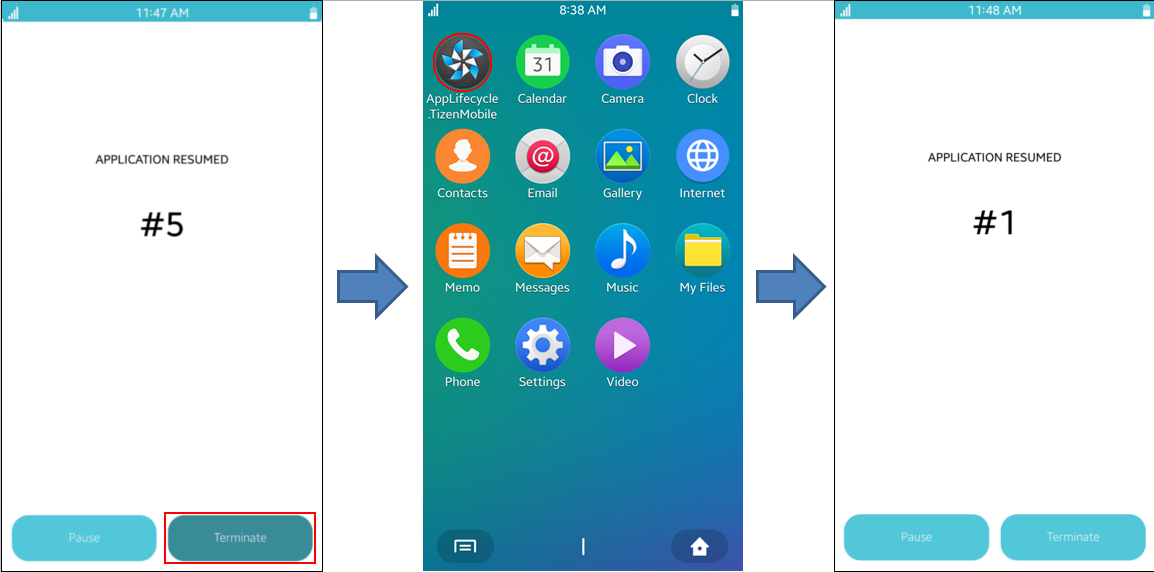 11:47 AM
APPLICATION RESUMED
#5
Pause
Terminate
8:38 AM
31
@
AppLifecycle
.TizenMobile
Calendar
Camera
Clock
Contacts
Email
Gallery
Internet
Memo
Messages
Music
My Files
Phone
Settings
Video
11:48 AM
APPLICATION RESUMED
#1
Pause
Terminate